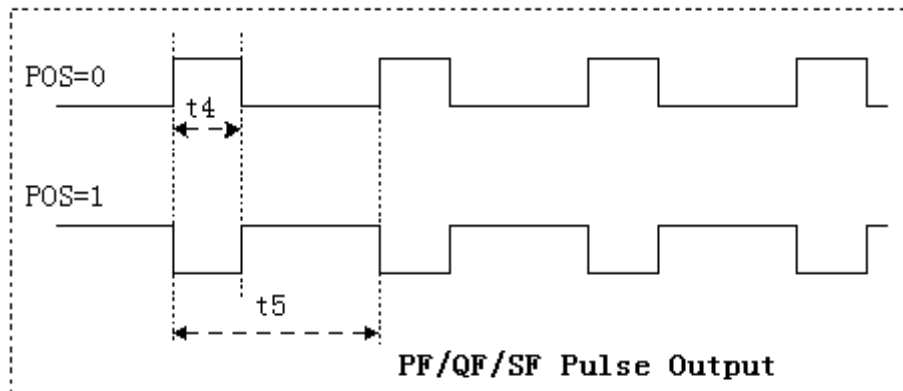 POS=0
t4
POS=1
t5
PF/QF/SF Pulse Output